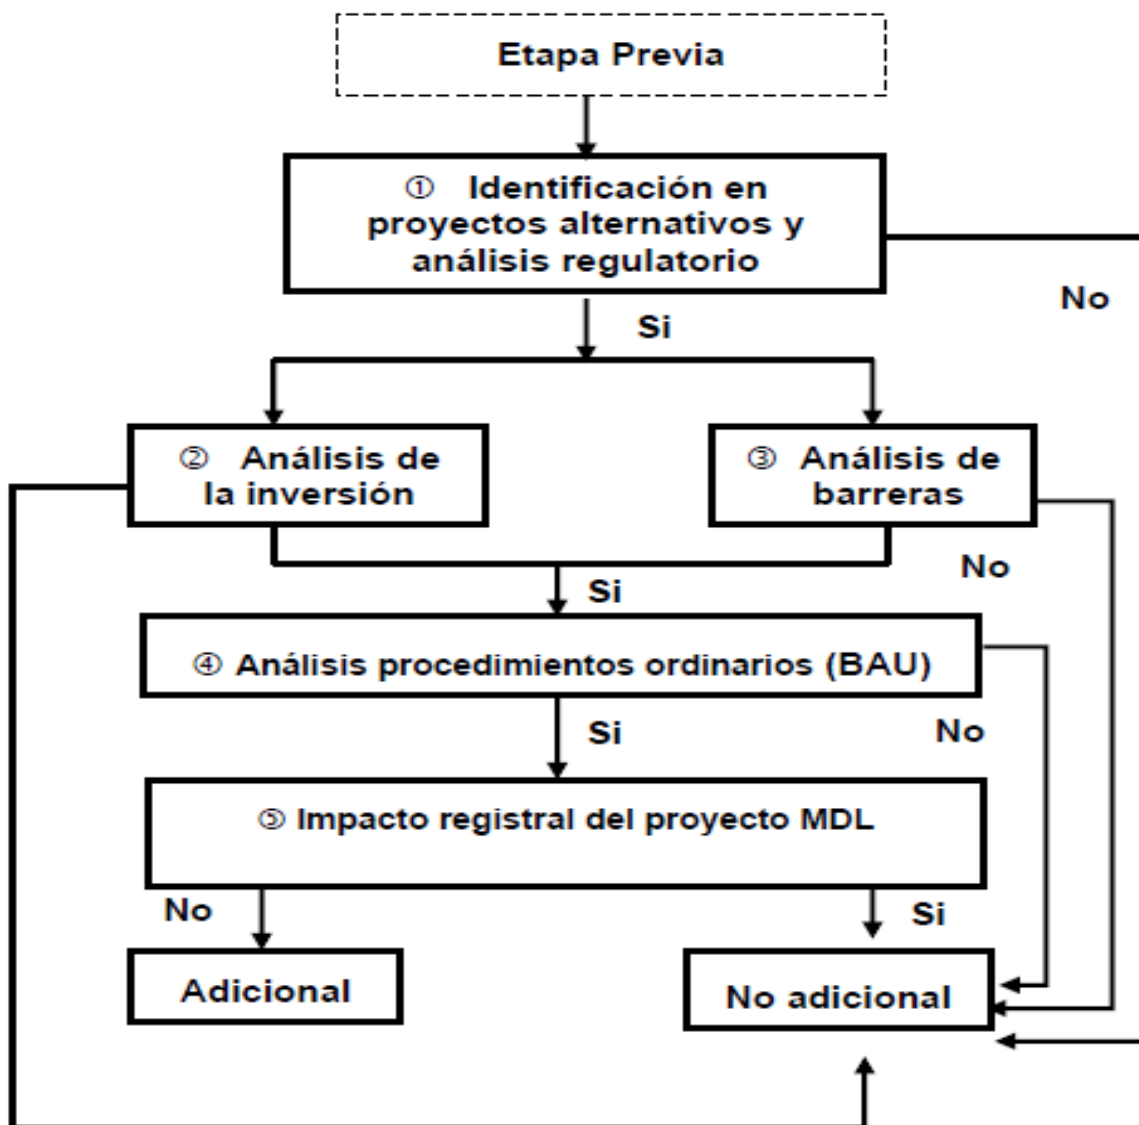 Etapa Previa
① Identificación en
proyectos alternativos y
análisis regulatorio
No
Si
② Análisis de
la inversión
③ Análisis de
barreras
No
Si
④ Análisis procedimientos ordinarios (BAU)
Si
No
⑤ Impacto registral del proyecto MDL
No
Si
Adicional
No adicional